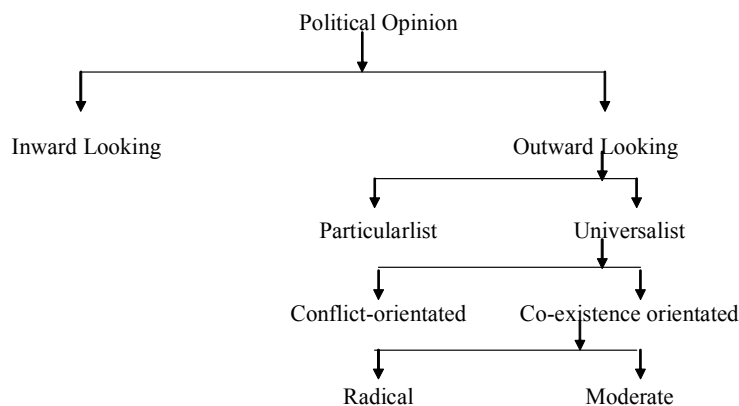 Political Opinion
Inward Looking
Outward Looking
Particularlist
Universalist
Conflict-orientated
Co-existence orientated
Radical
Moderate